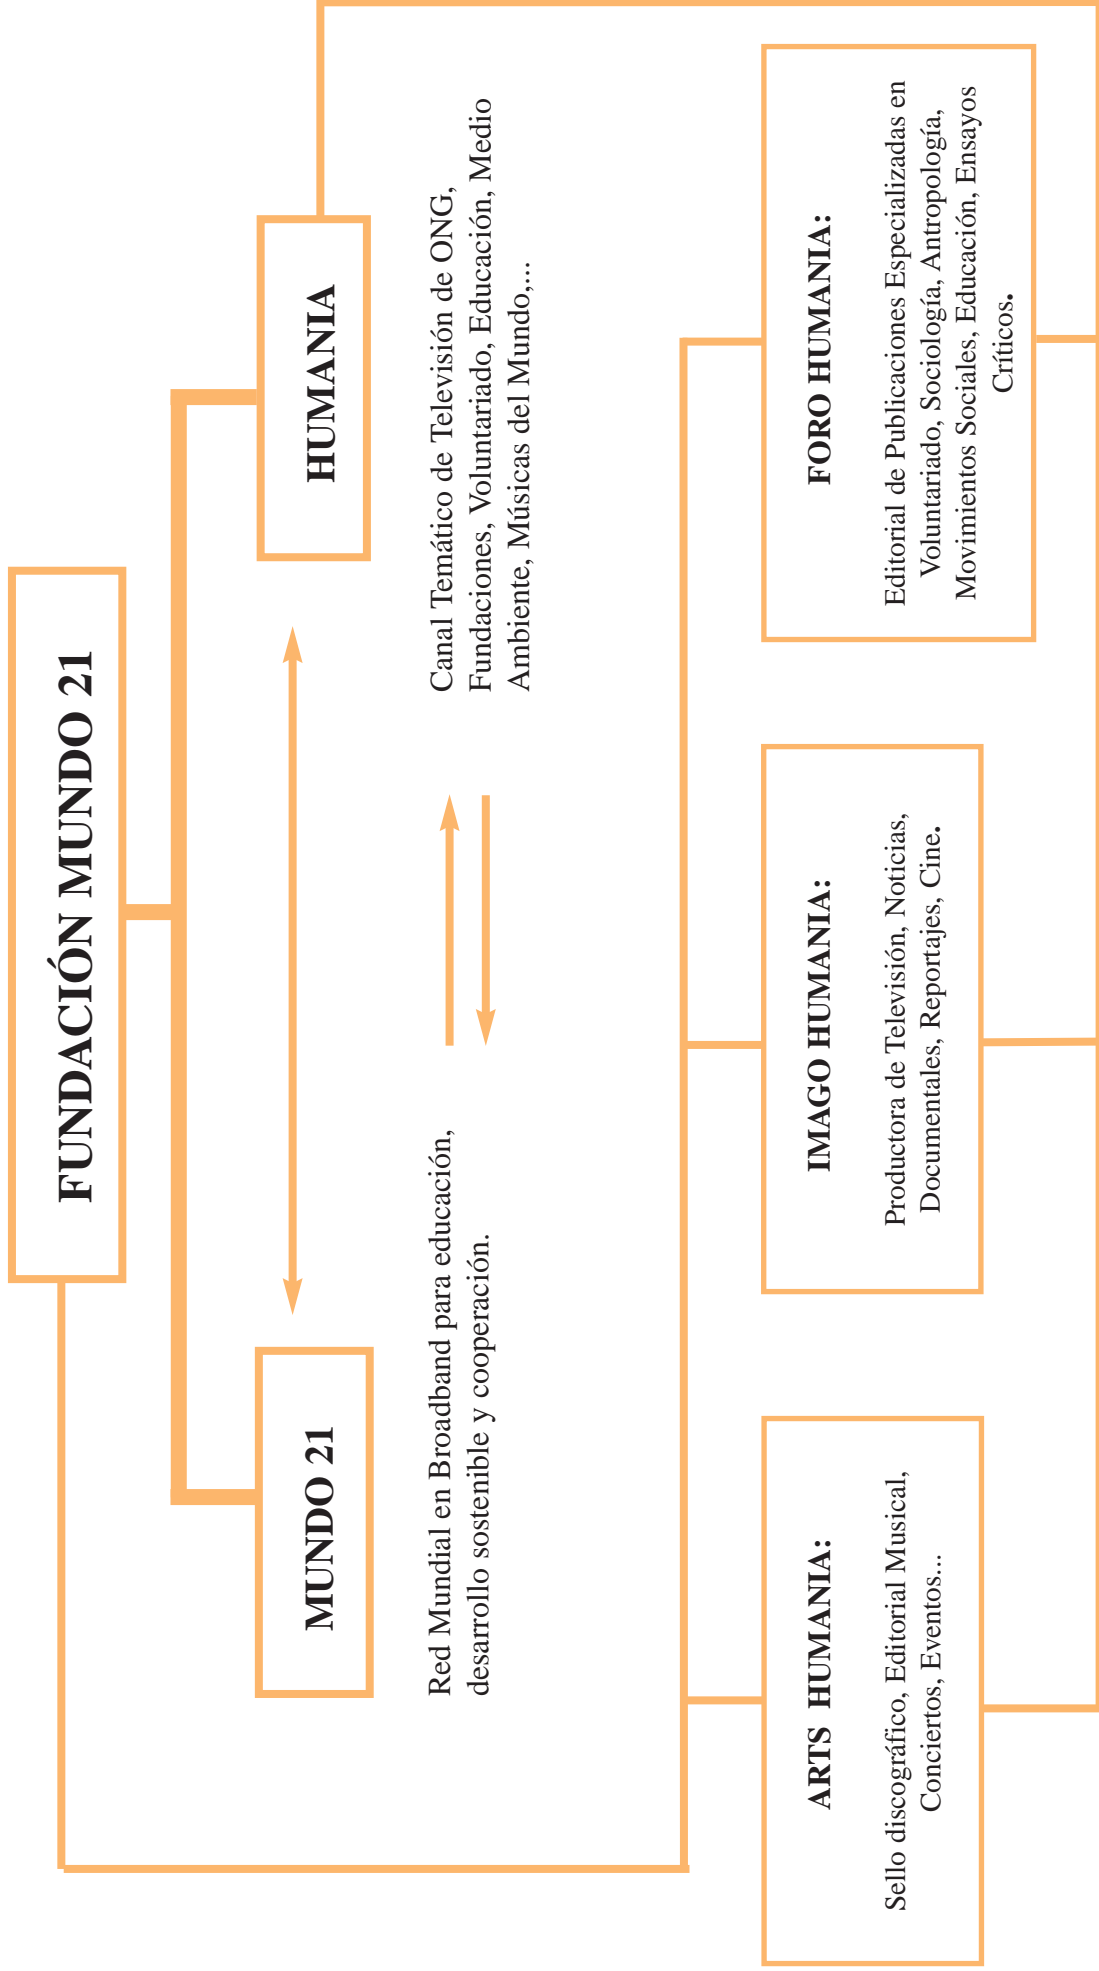 FUNDACIÓN MUNDO 21
MUNDO 21
HUMANIA
Red Mundial en Broadband para educación,
desarrollo sostenible y cooperación.
Canal Temático de Televisión de ONG,
Fundaciones, Voluntariado, Educación, Medio
Ambiente, Músicas del Mundo,...
ARTS HUMANIA:
Sello discográfico, Editorial Musical,
Conciertos, Eventos...
IMAGO HUMANIA:
Productora de Televisión, Noticias,
Documentales, Reportajes, Cine.
FORO HUMANIA:
Editorial de Publicaciones Especializadas en
Voluntariado, Sociología, Antropología,
Movimientos Sociales, Educación, Ensayos
Críticos.